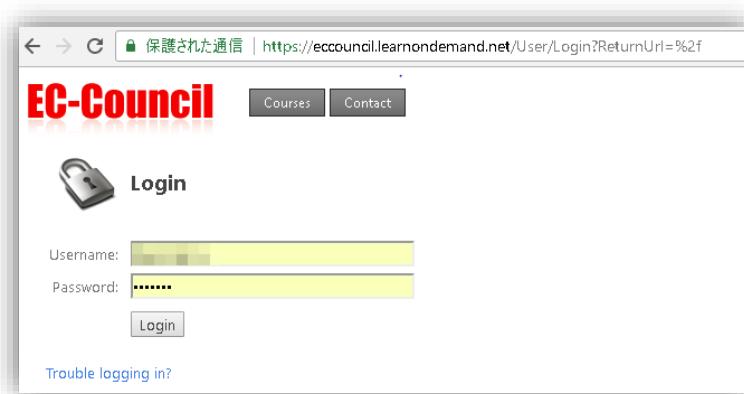 保護された通信 | https://eccouncil.learnondemand.net/User/Login?ReturnUrl=%2f
EC-Council
Courses
Contact
Login
Username:
Password: •••••••
Login
Trouble logging in?